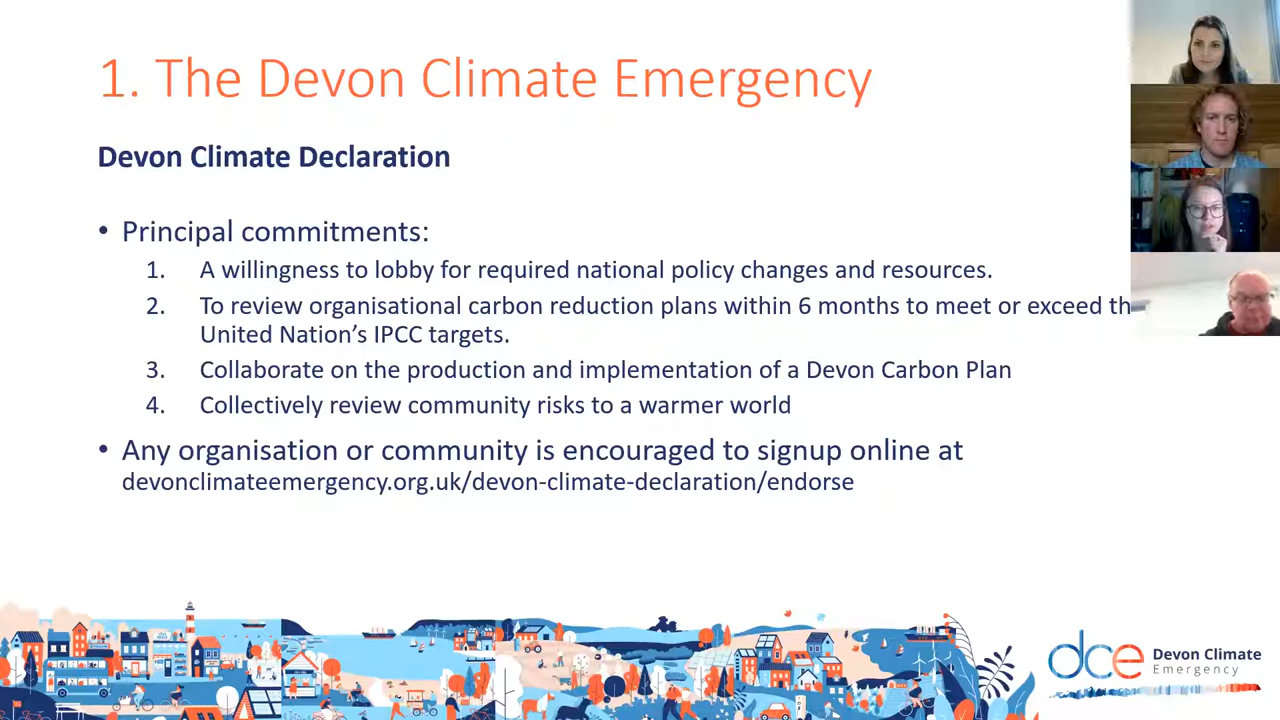 1. The Devon Climate Emergency
Devon Climate Declaration
• Principal commitments:
1. A willingness to lobby for required national policy changes and resources.
2. To review organisational carbon reduction plans within 6 months to meet or exceed th
United Nation's IPCC targets.
3. Collaborate on the production and implementation of a Devon Carbon Plan
4. Collectively review community risks to a warmer world
• Any organisation or community is encouraged to signup online at
devonclimateemergency.org.uk/devon-climate-declaration/endorse
dce Devon Climate
Emergency